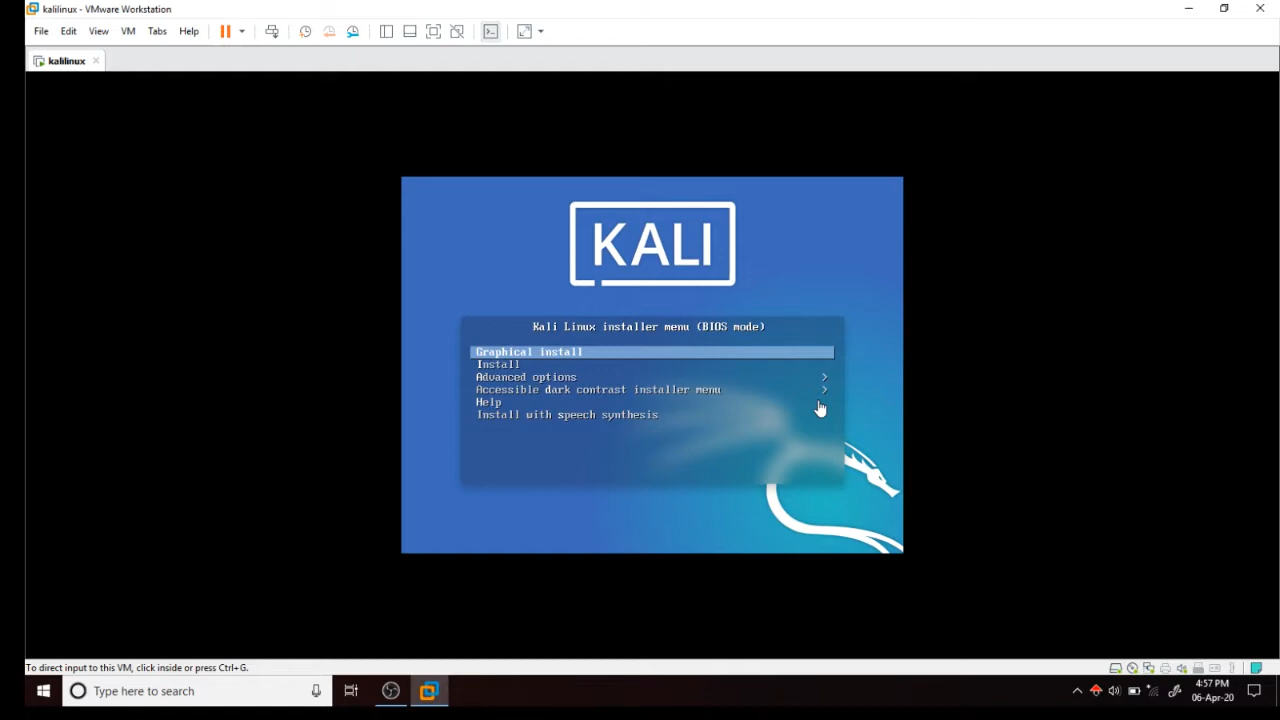 kalilinux - VMware Workstation
File Edit View VM Tabs Help
kalilinux
KALI
Kali Linux installer menu (BIOS mode)
Graphical install
Install
Advanced options >
Accessible dark contrast installer menu >
Help
Install with speech synthesis
To direct input to this VM, click inside or press Ctrl+G.
Type here to search
4:57 PM
06-Apr-20